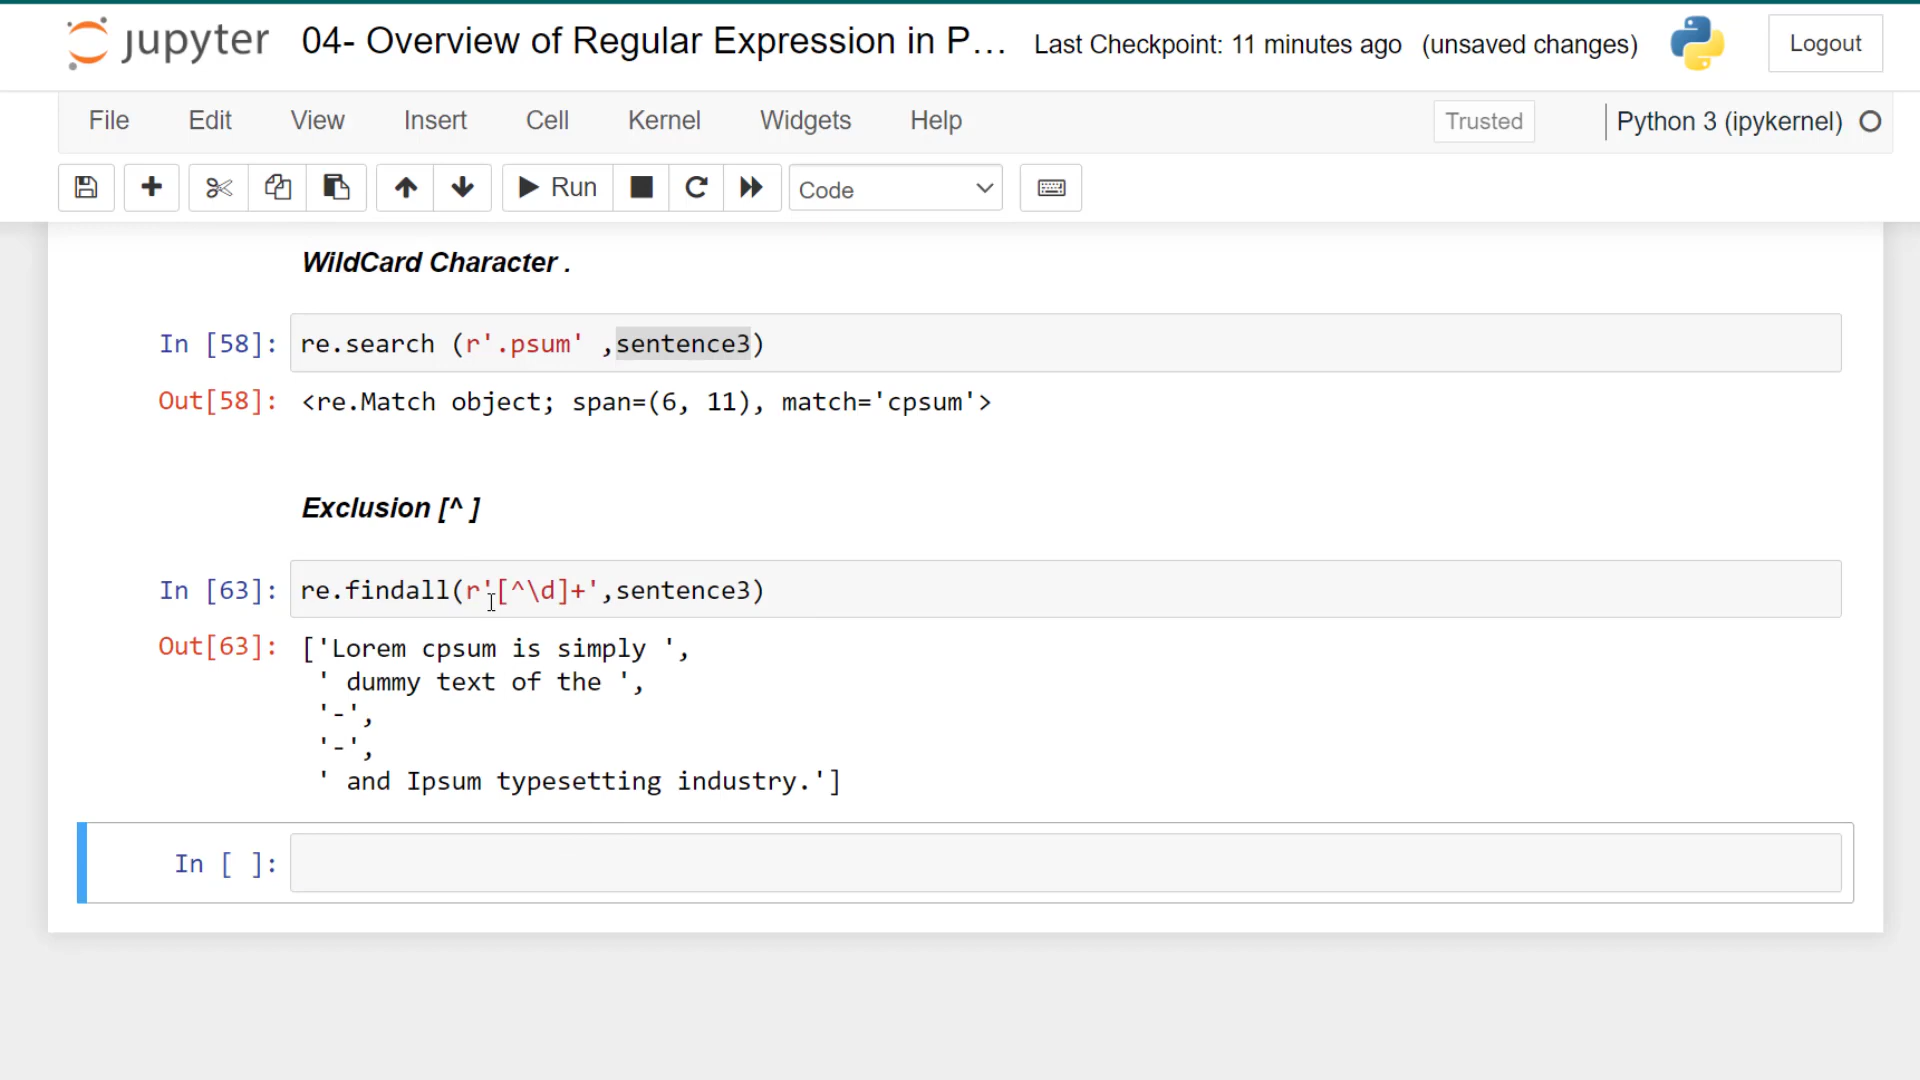 jupyter 04- Overview of Regular Expression in P... Last Checkpoint: 11 minutes ago (unsaved changes) Logout
File Edit View Insert Cell Kernel Widgets Help Trusted Python 3 (ipykernel)
Run Code
WildCard Character .
In [58]: re.search (r'.psum' ,sentence3)
Out[58]: <re.Match object; span=(6, 11), match='cpsum'>
Exclusion [^ ]
In [63]: re.findall(r'[^\d]+',sentence3)
Out[63]: ['Lorem cpsum is simply ',
' dummy text of the ',
'-',
'-',
' and Ipsum typesetting industry.']
In [ ]: